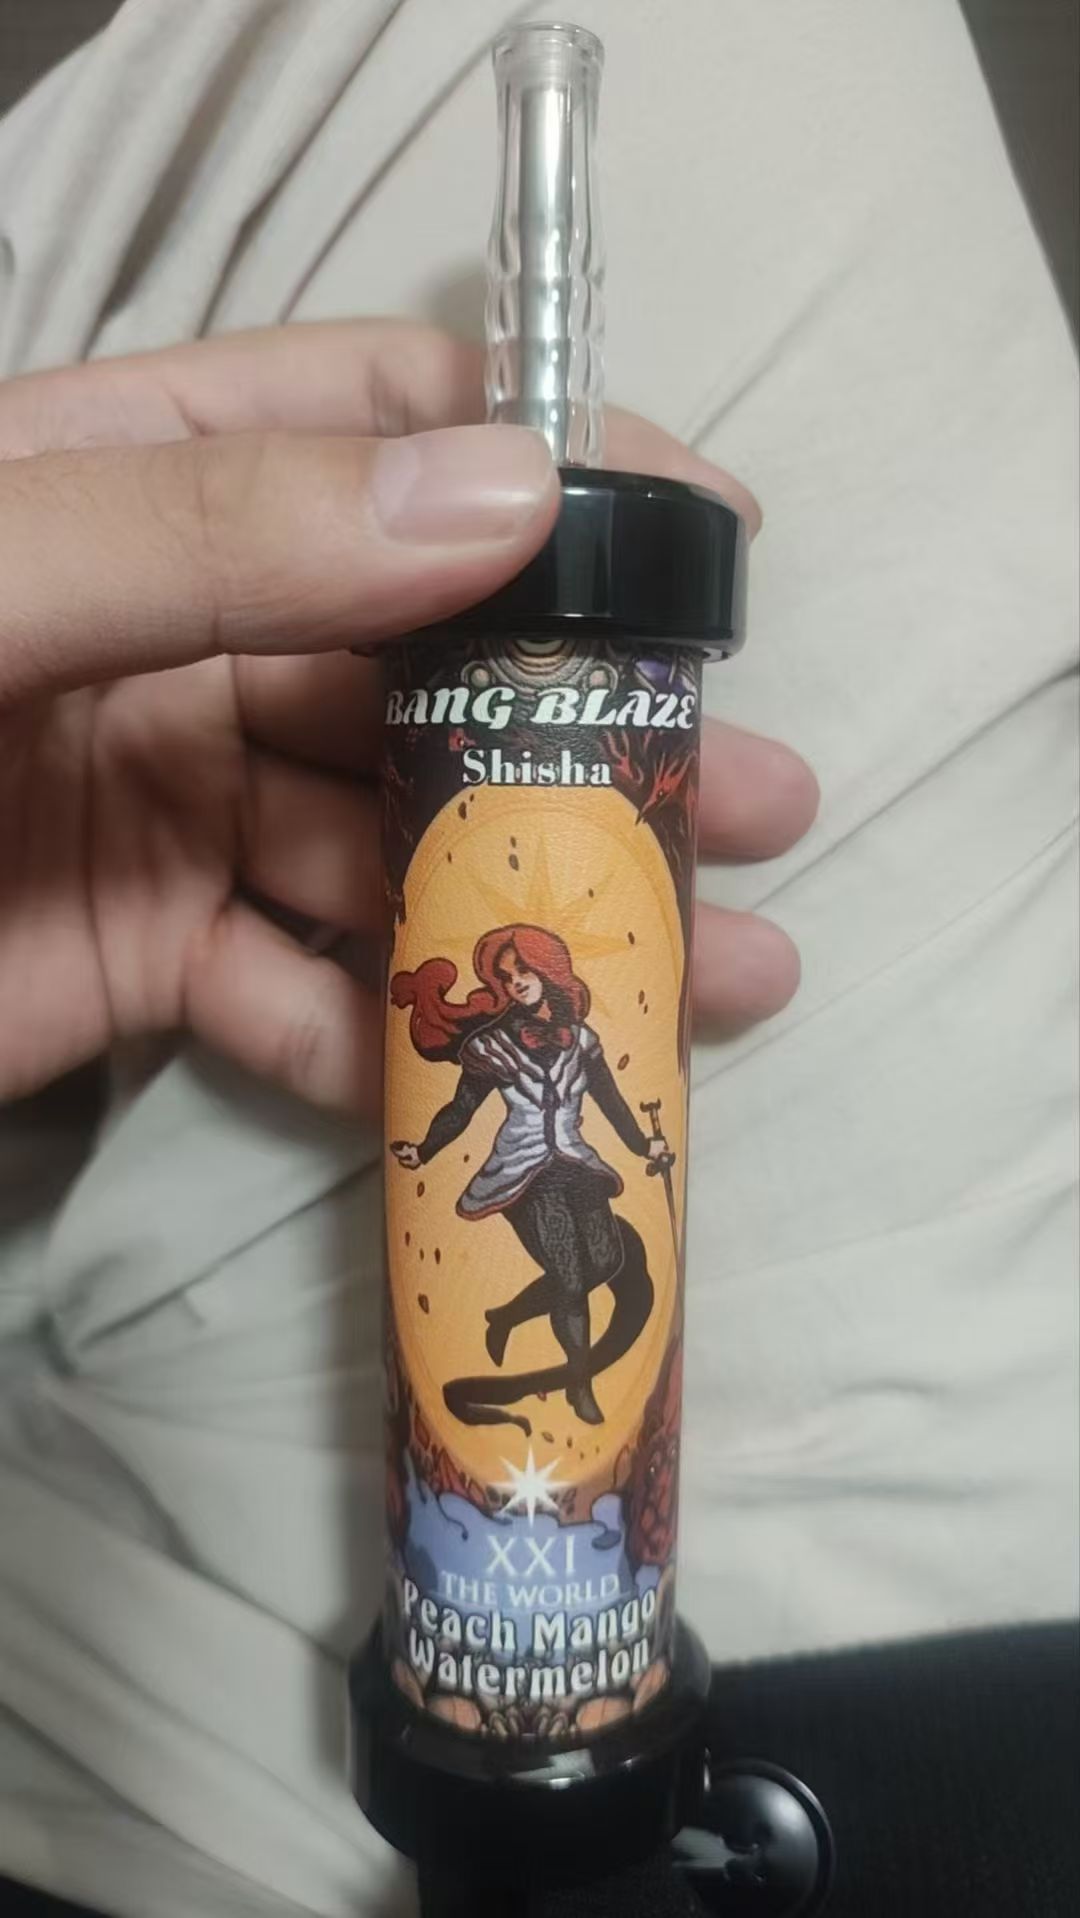 BANG BLAZE
Shisha
XXI
THE WORLD
Peach Mango
Watermelon